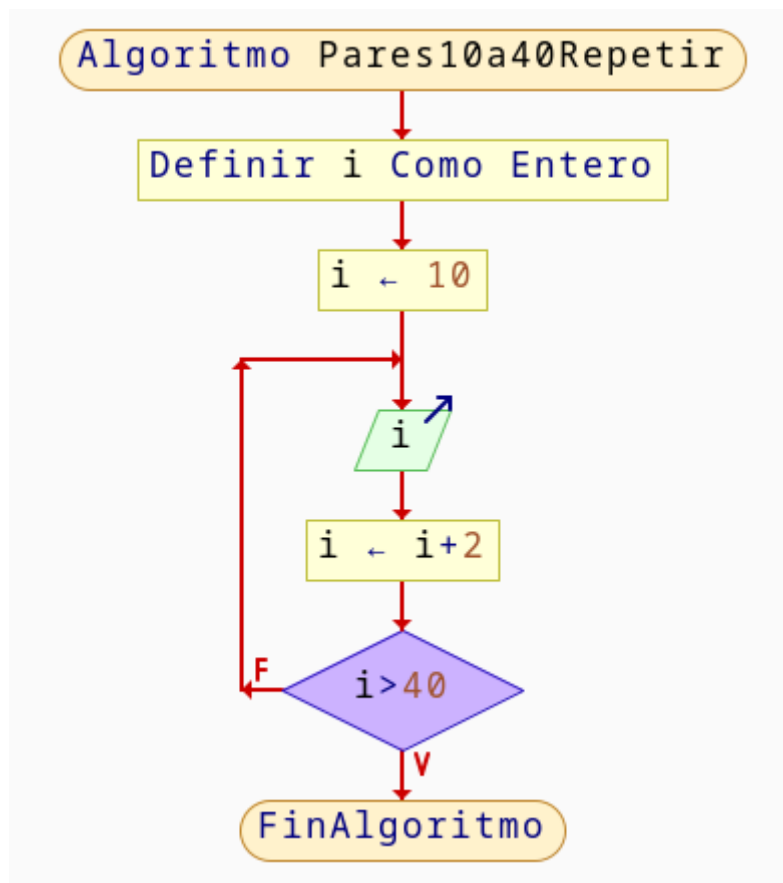 Algoritmo Pares10a40Repetir
Definir i Como Entero
i ← 10
i
i ← i+2
i>40
F
V
FinAlgoritmo